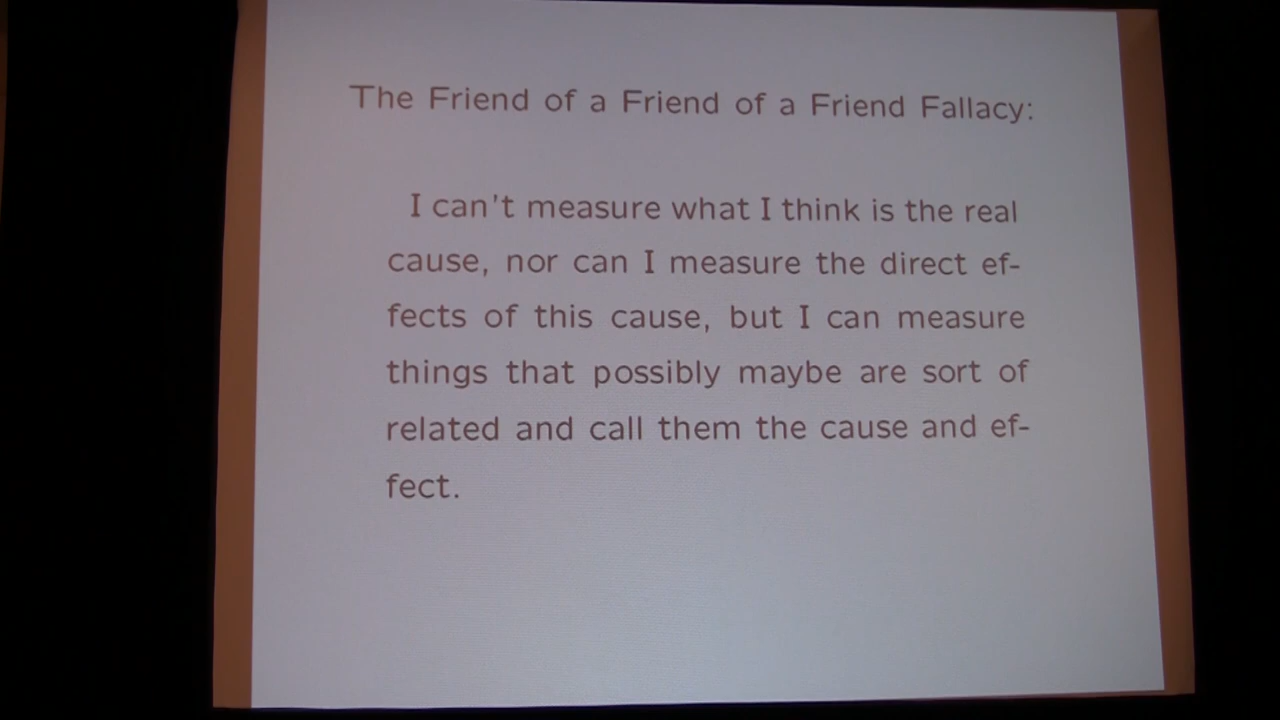 The Friend of a Friend of a Friend Fallacy:
I can't measure what I think is the real
cause, nor can I measure the direct ef-
fects of this cause, but I can measure
things that possibly maybe are sort of
related and call them the cause and ef-
fect.